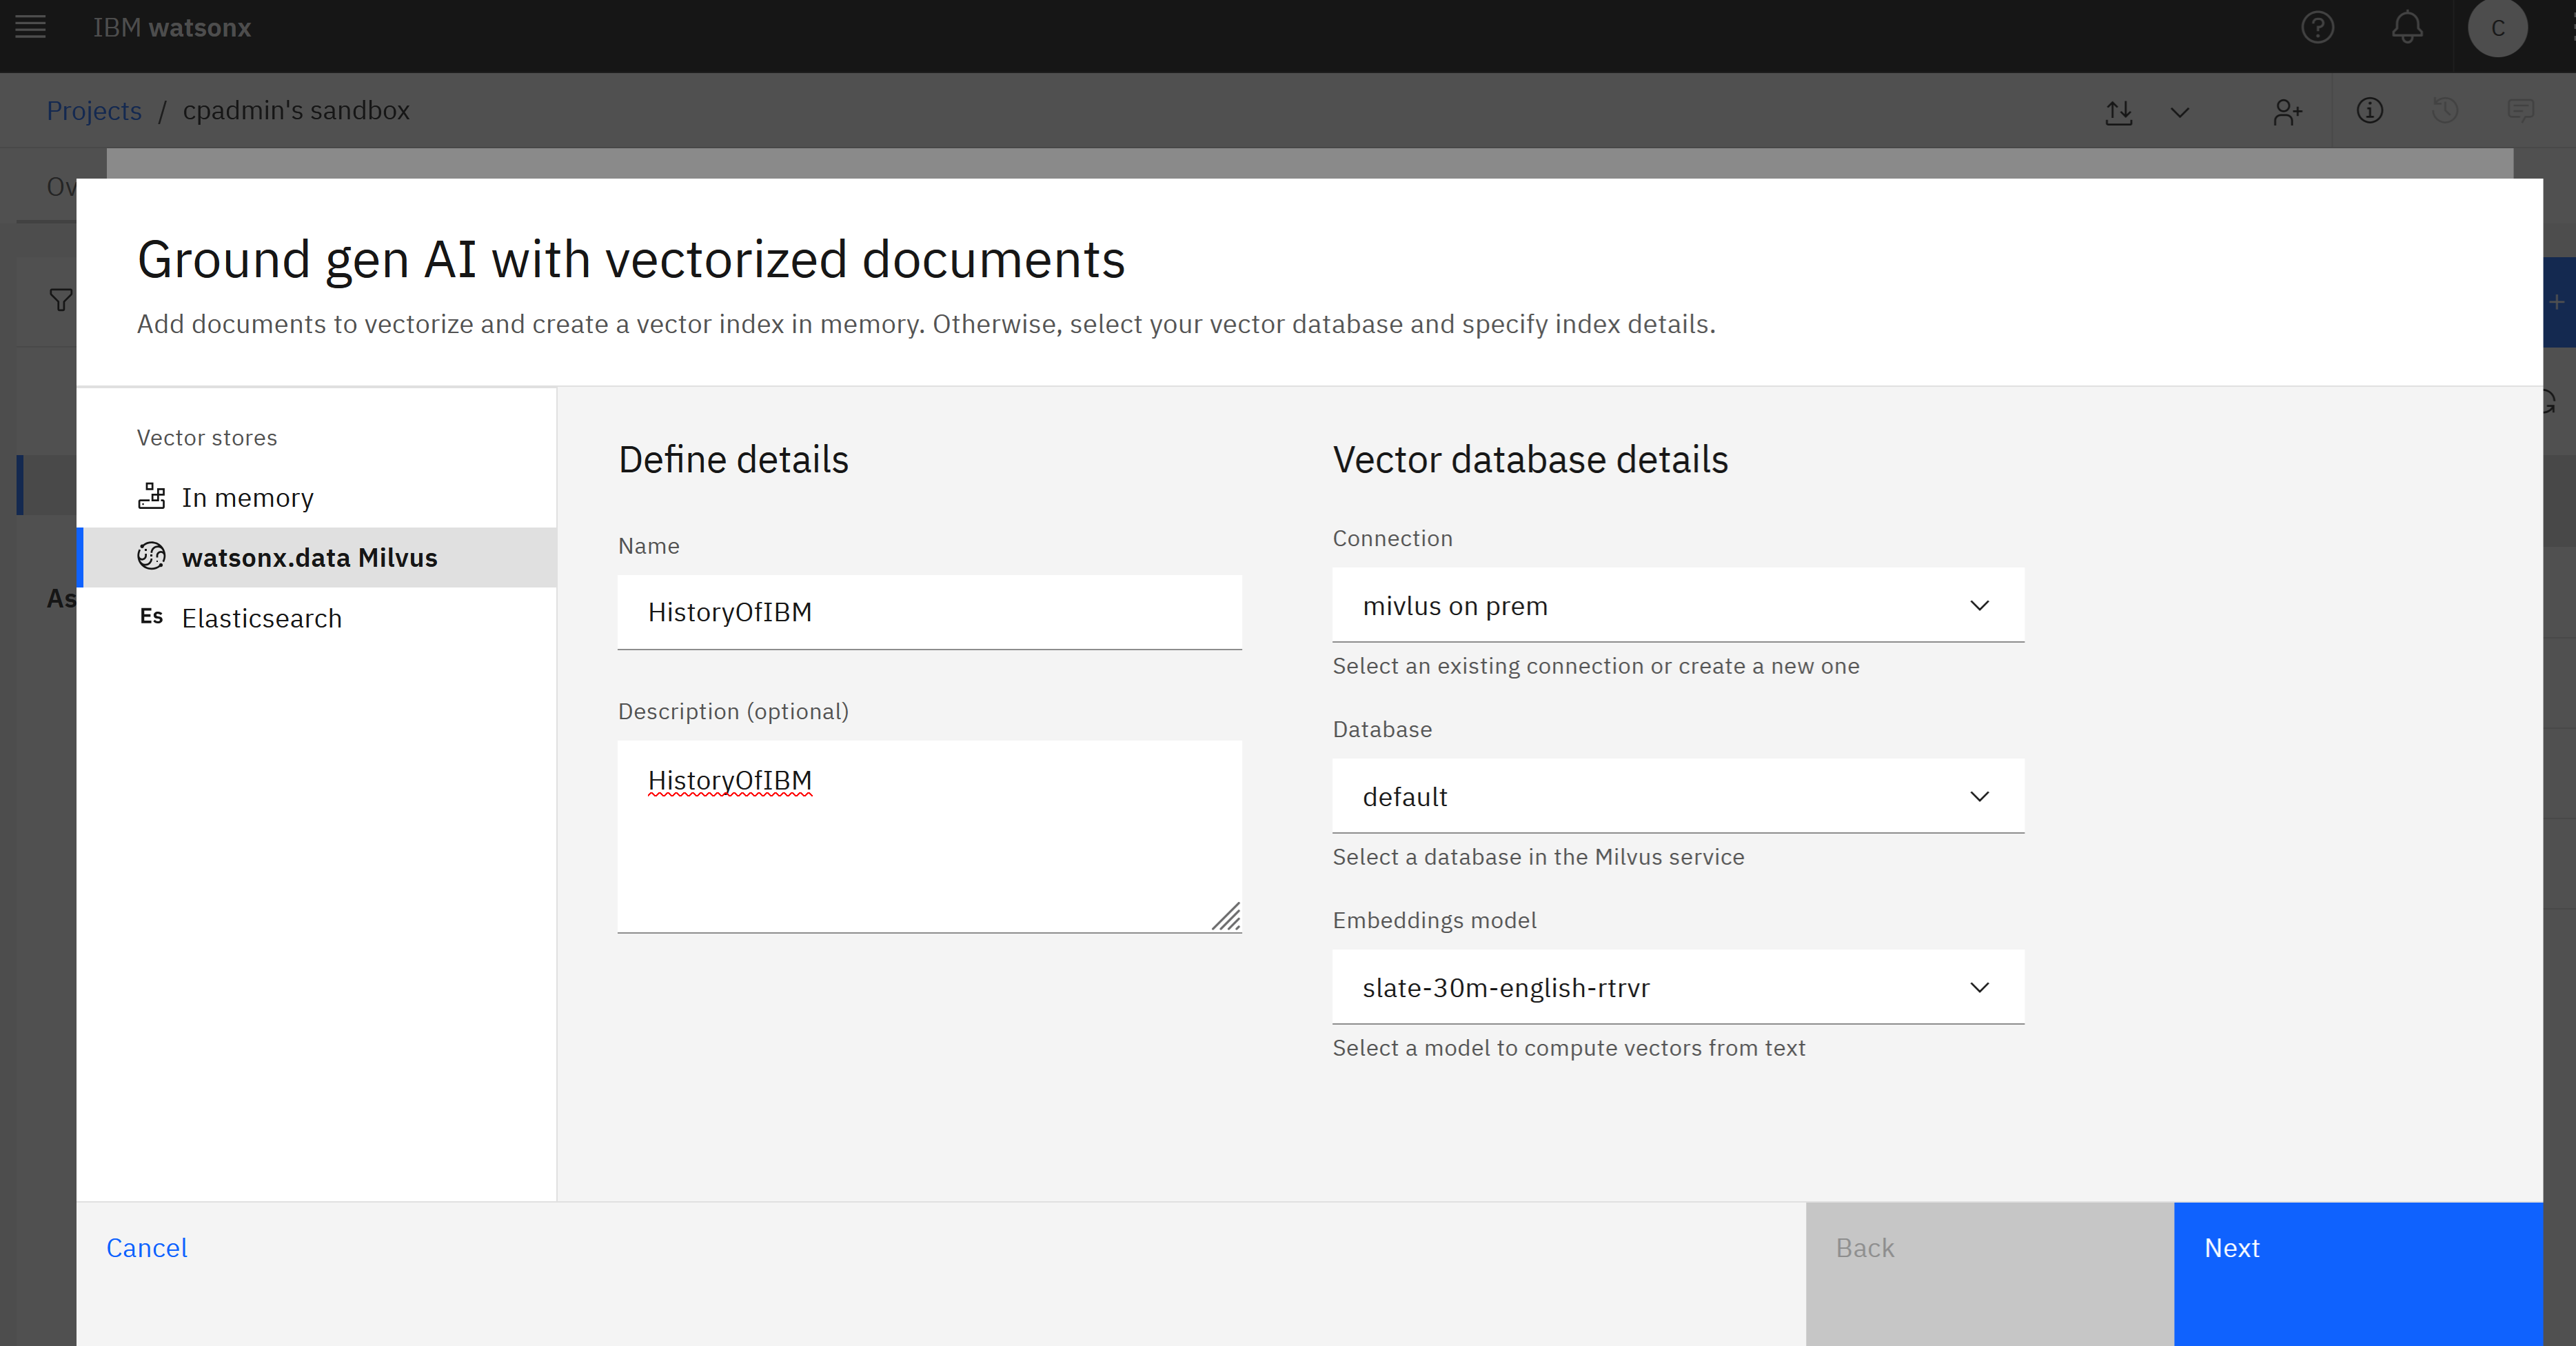 IBM watsonx
C
Projects / cpadmin's sandbox
Ov
Ground gen AI with vectorized documents
Add documents to vectorize and create a vector index in memory. Otherwise, select your vector database and specify index details.
Vector stores
In memory
watsonx.data Milvus
Es Elasticsearch
As
Define details
Name
HistoryOfIBM
Description (optional)
HistoryOfIBM
Vector database details
Connection
mivlus on prem
Select an existing connection or create a new one
Database
default
Select a database in the Milvus service
Embeddings model
slate-30m-english-rtrvr
Select a model to compute vectors from text
Cancel
Back
Next